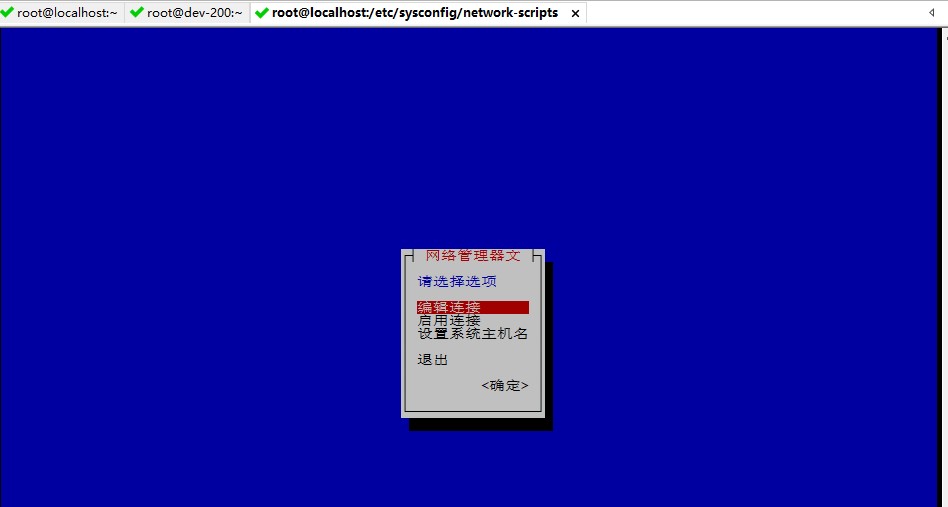 root@localhost:~ root@dev-200:~ root@localhost:/etc/sysconfig/network-scripts ×
网络管理器文
请选择选项
编辑连接
启用连接
设置系统主机名
退出
<确定>